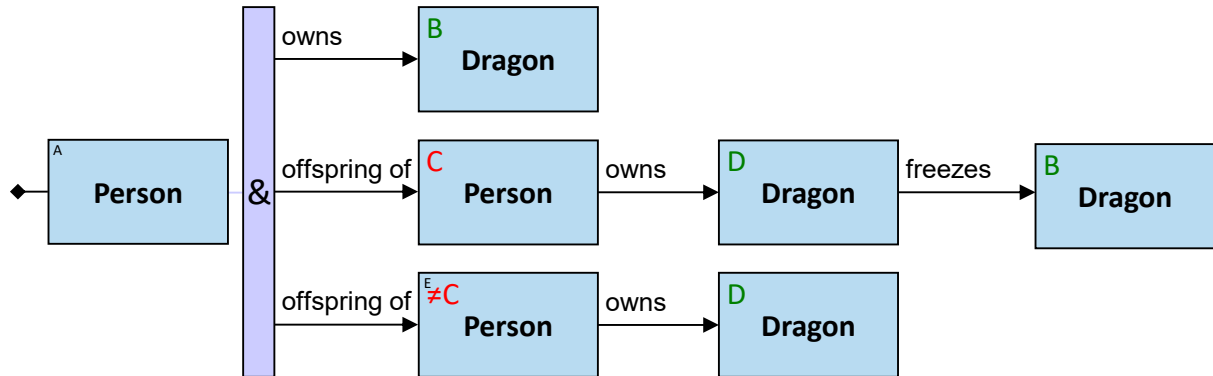 owns
B
Dragon
A
Person
&
offspring of
C
Person
owns
D
Dragon
freezes
B
Dragon
offspring of
E
≠C
Person
owns
D
Dragon